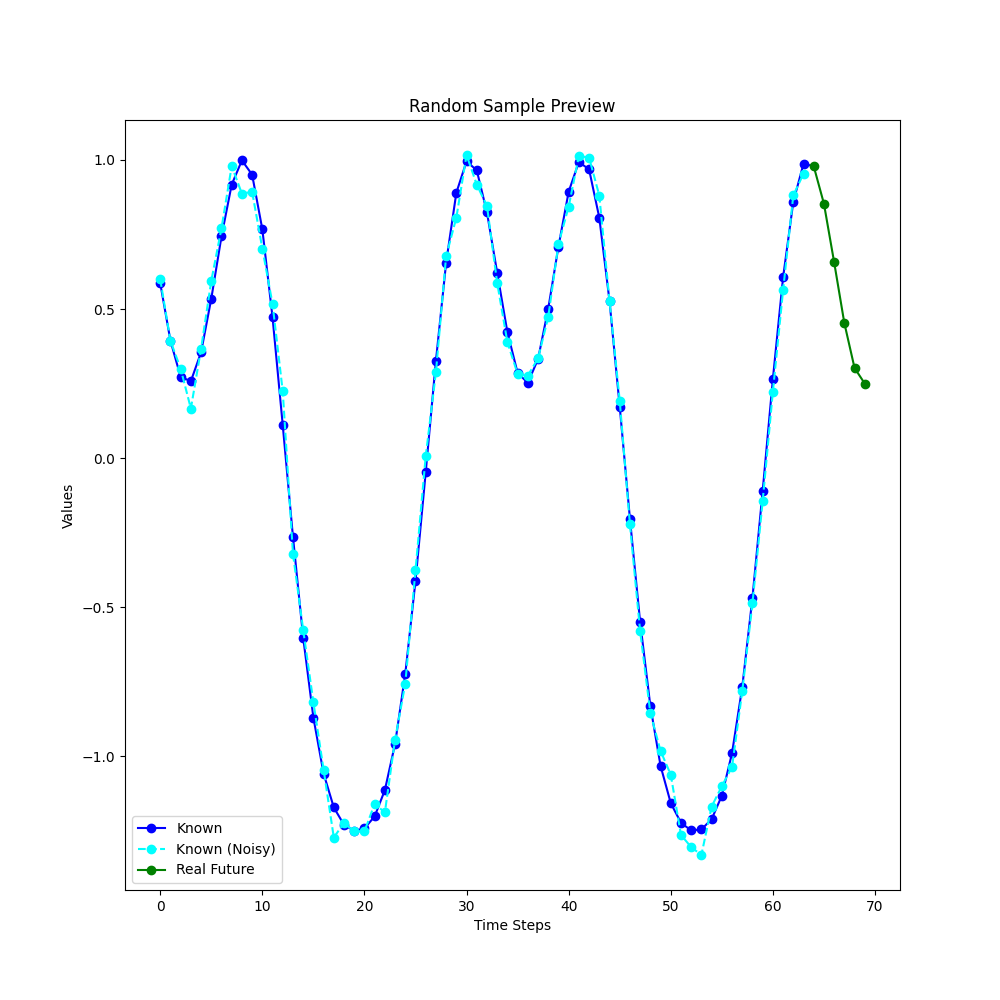 Random Sample Preview
1.0
0.5
0.0
−0.5
−1.0
Values
Known
Known (Noisy)
Real Future
0 10 20 30 40 50 60 70
Time Steps